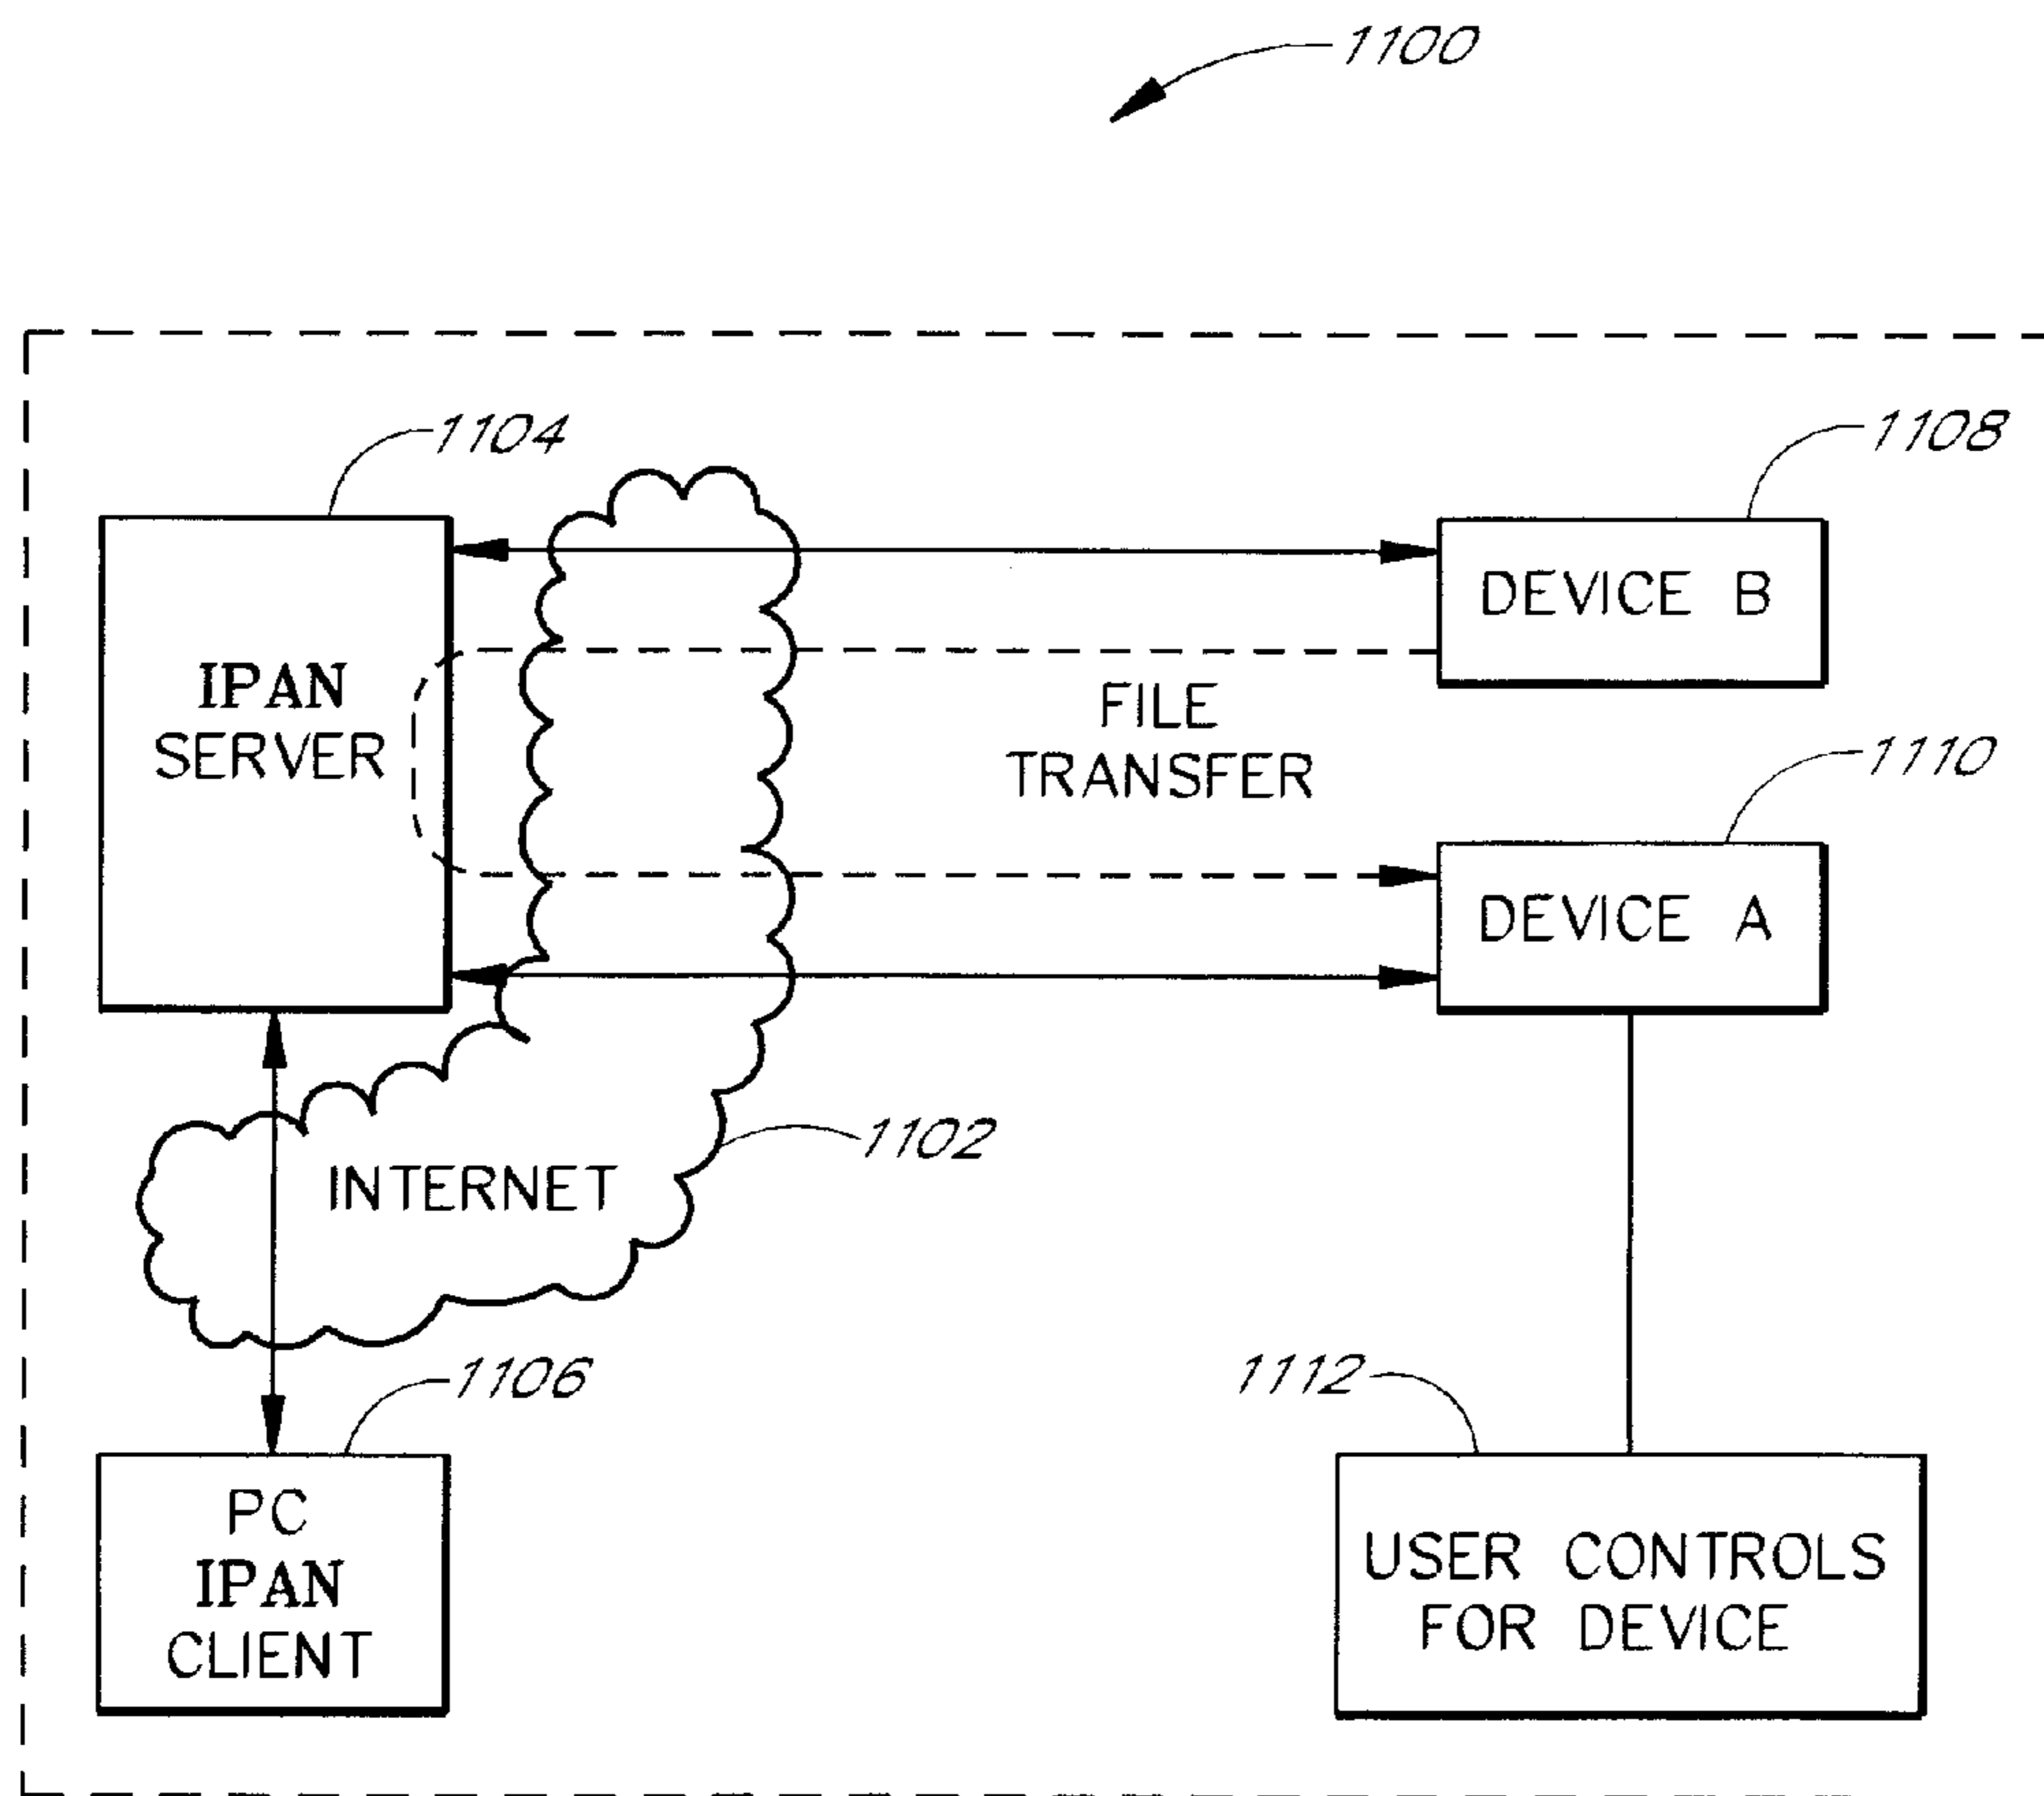 1100
1104
1108
IPAN
SERVER
DEVICE B
FILE
TRANSFER
1110
DEVICE A
1102
INTERNET
1106
1112
PC
IPAN
CLIENT
USER CONTROLS
FOR DEVICE